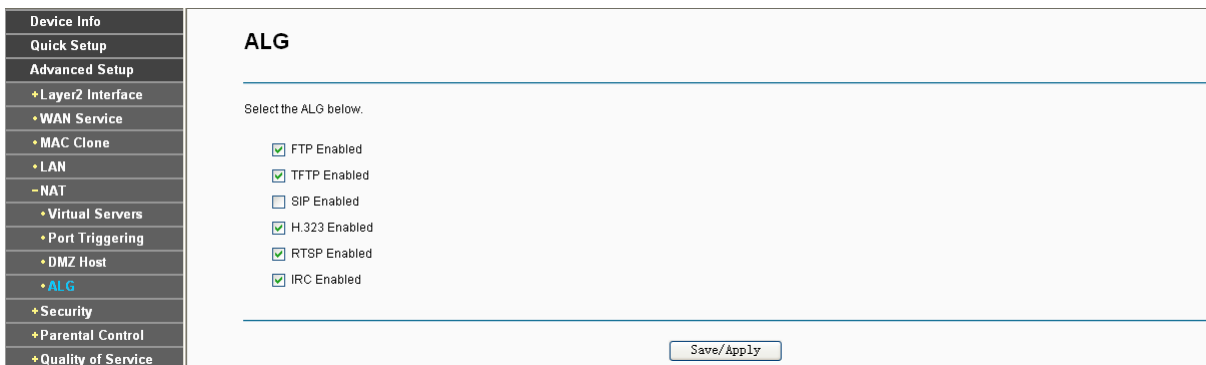 Device Info
Quick Setup
Advanced Setup
+Layer2 Interface
•WAN Service
•MAC Clone
•LAN
−NAT
•Virtual Servers
•Port Triggering
•DMZ Host
•ALG
+Security
+Parental Control
+Quality of Service
ALG
Select the ALG below.
FTP Enabled
TFTP Enabled
SIP Enabled
H.323 Enabled
RTSP Enabled
IRC Enabled
Save/Apply